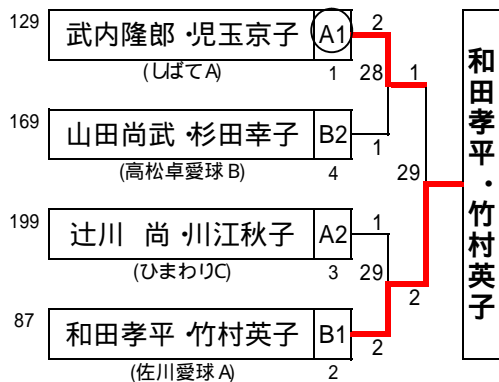 129 武内隆郎・児玉京子 A1 2
(しばてA) 1 28 1
169 山田尚武・杉田幸子 B2 1
(高松卓愛球B) 4 29
199 辻川 尚・川江秋子 A2 1
(ひまわりC) 3 29 2
87 和田孝平・竹村英子 B1 2
(佐川愛球A) 2
和田孝平・竹村英子